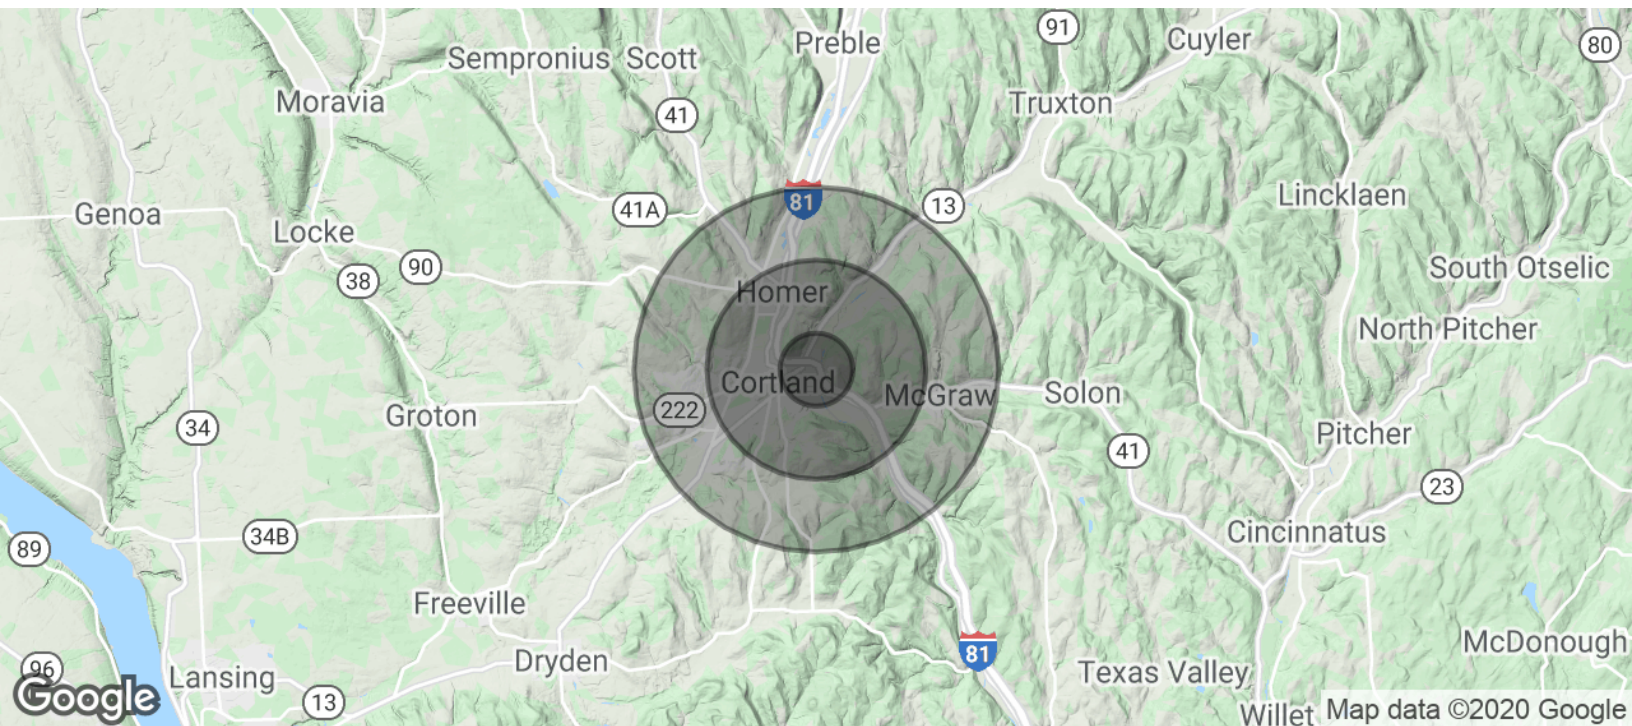 91
Preble
Cuyler
80
Sempronius
Scott
Moravia
Truxton
41
Lincklaen
81
13
41A
Genoa
Locke
90
38
South Otselic
Homer
North Pitcher
Cortland
McGraw
Solon
222
Groton
34
Pitcher
41
23
Cincinnatus
34B
89
Freeville
McDonough
81
Dryden
96
Lansing
Texas Valley
13
Google
Willet
Map data ©2020 Google